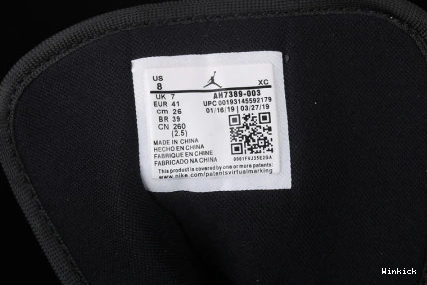 US
8
XC
UK 7
EUR 41
cm 26
BR 39
CN 260
(2.5)
AH7389-003
UPC 00193145592179
01/16/19 | 03/27/19
MADE IN CHINA
HECHO EN CHINA
FABRIQUE EN CHINE
FABRICADO NA CHINA
This product is covered by one or more patents:
www.nike.com/patentsvirtualmarking
Winkick